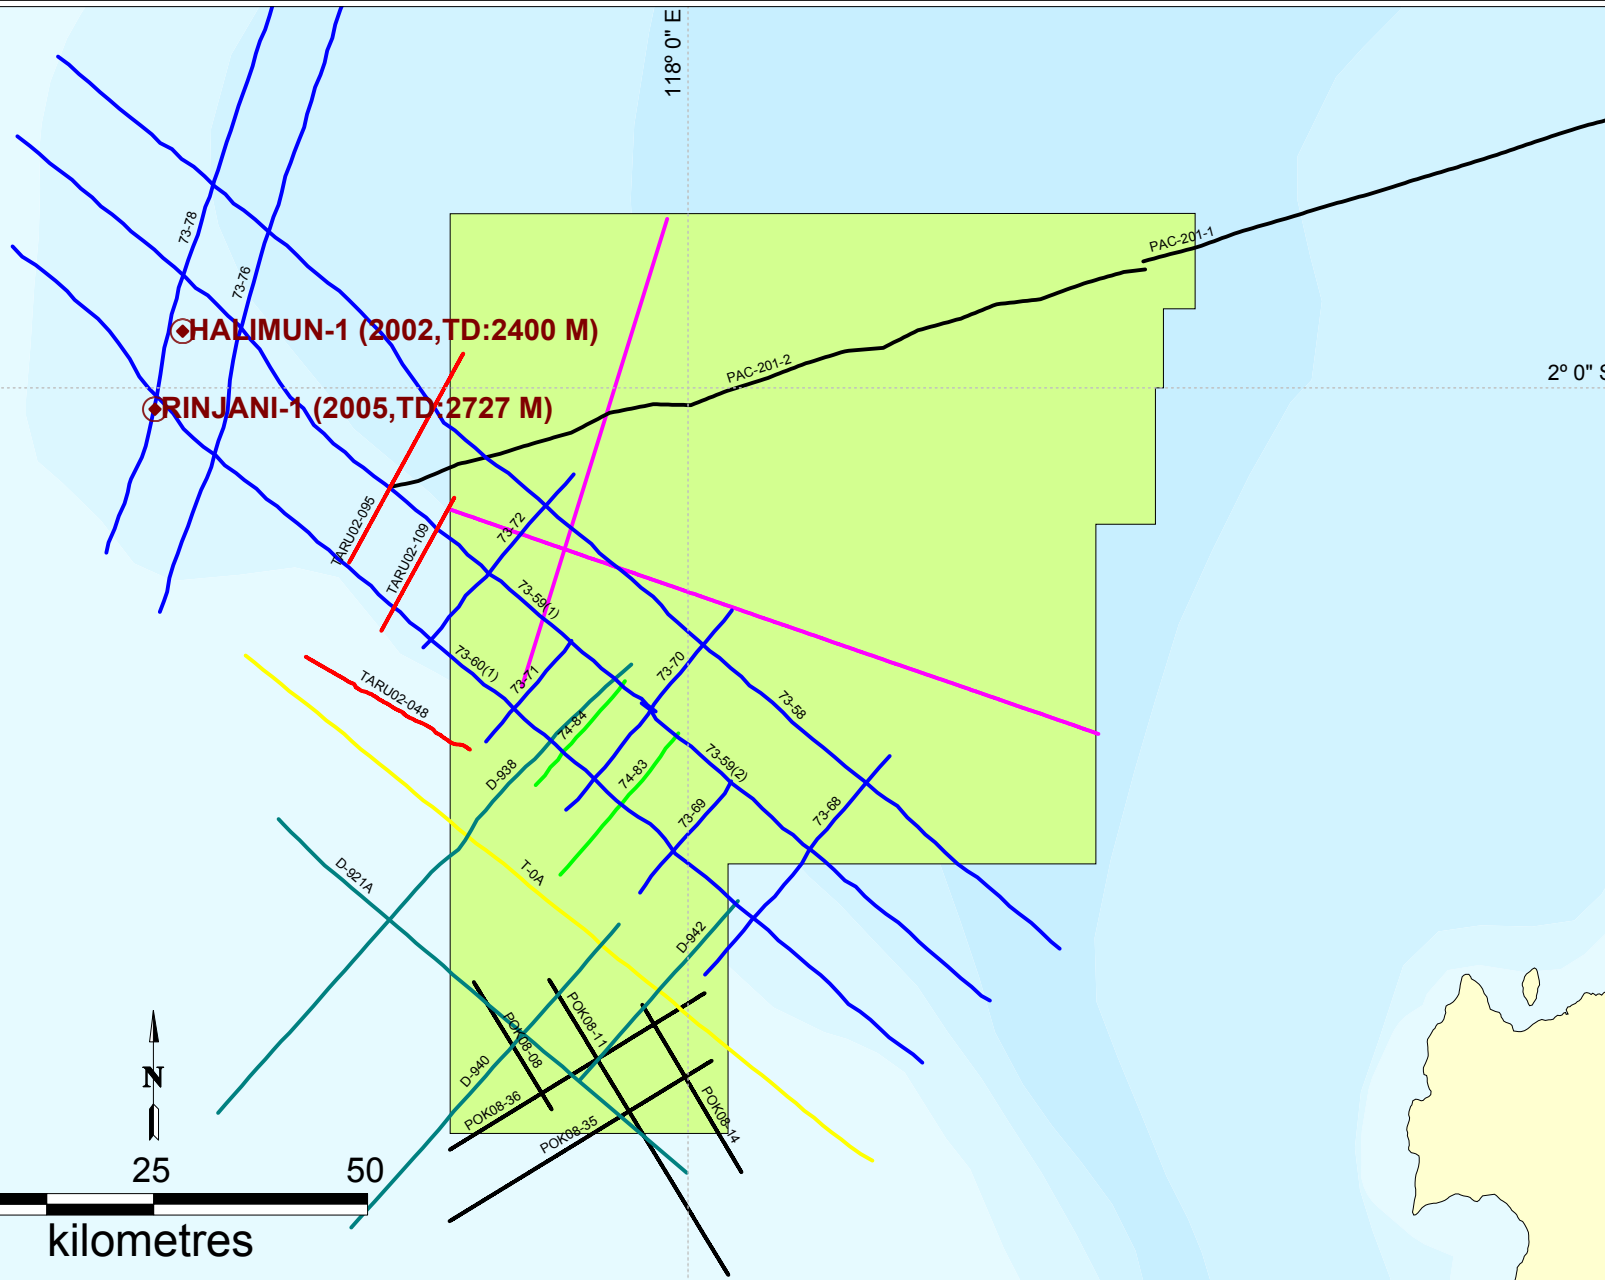 118° 0" E
73-78
PAC-201-1
73-76
HALIMUN-1 (2002,TD:2400 M)
PAC-201-2
2° 0" S
RINJANI-1 (2005,TD:2727 M)
TARU02-095
73-72
TARU02-109
73-59(1)
73-60(1)
73-71
73-70
TARU02-048
73-58
74-84
D-938
74-83
73-59(2)
73-69
73-68
D-921A
T-0A
D-942
POK08-08
POK08-11
D-940
POK08-36
POK08-35
POK08-14
N
25 50
kilometres